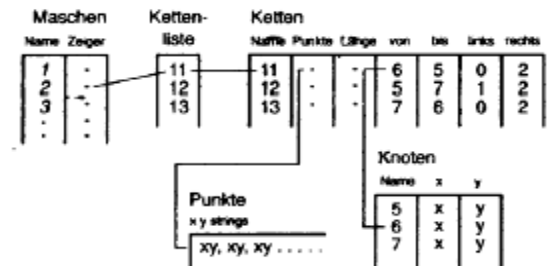 Maschen Ketten- Ketten
liste
Name Zeiger Name Punkte Länge von bis links rechts
1 - 11 11 - - 6 5 0 2
2 - 12 12 5 7 1 2
3 - 13 13 7 6 0 2
Knoten
Name x y
Punkte
x y strings
5 x y
6 x y
7 x y
xy, xy, xy .....